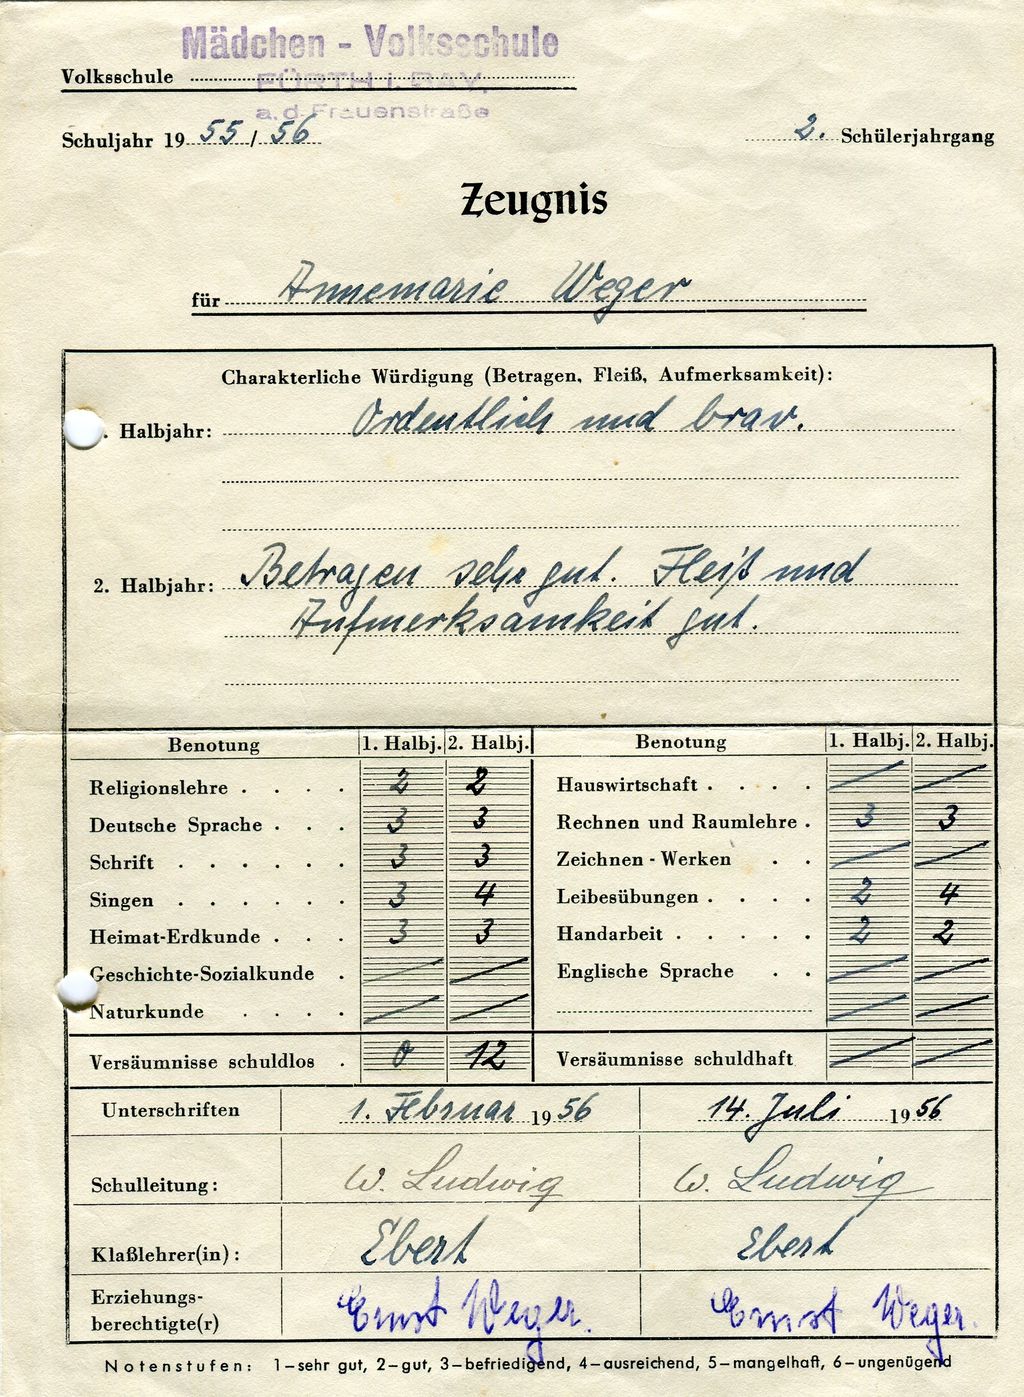 Mädchen - Volksschule
Volksschule
FÜRTH i. BAY.
a. d. Frauenstraße
Schuljahr 19 55 / 56
2. Schülerjahrgang
Zeugnis
für Annemarie Weger
Charakterliche Würdigung (Betragen, Fleiß, Aufmerksamkeit):
. Halbjahr: Ordentlich und brav.
2. Halbjahr: Betragen sehr gut. Fleiß und
Aufmerksamkeit gut.
Benotung 1. Halbj. 2. Halbj. Benotung 1. Halbj. 2. Halbj.
Religionslehre . . . . 2 2 Hauswirtschaft . . . .
Deutsche Sprache . . . 3 3 Rechnen und Raumlehre . 3 3
Schrift . . . . . . 3 3 Zeichnen - Werken . .
Singen . . . . . . 3 4 Leibesübungen . . . . 2 4
Heimat-Erdkunde . . . 3 3 Handarbeit . . . . . 2 2
Geschichte-Sozialkunde . Englische Sprache . .
Naturkunde . . . .
Versäumnisse schuldlos . 0 12 Versäumnisse schuldhaft
Unterschriften 1. Februar 1956 14. Juli 1956
Schulleitung: W. Ludwig W. Ludwig
Klaßlehrer(in): Ebert Ebert
Erziehungs-
berechtigte(r) Ernst Weger. Ernst Weger.
Notenstufen: 1–sehr gut, 2–gut, 3–befriedigend, 4–ausreichend, 5–mangelhaft, 6–ungenügend